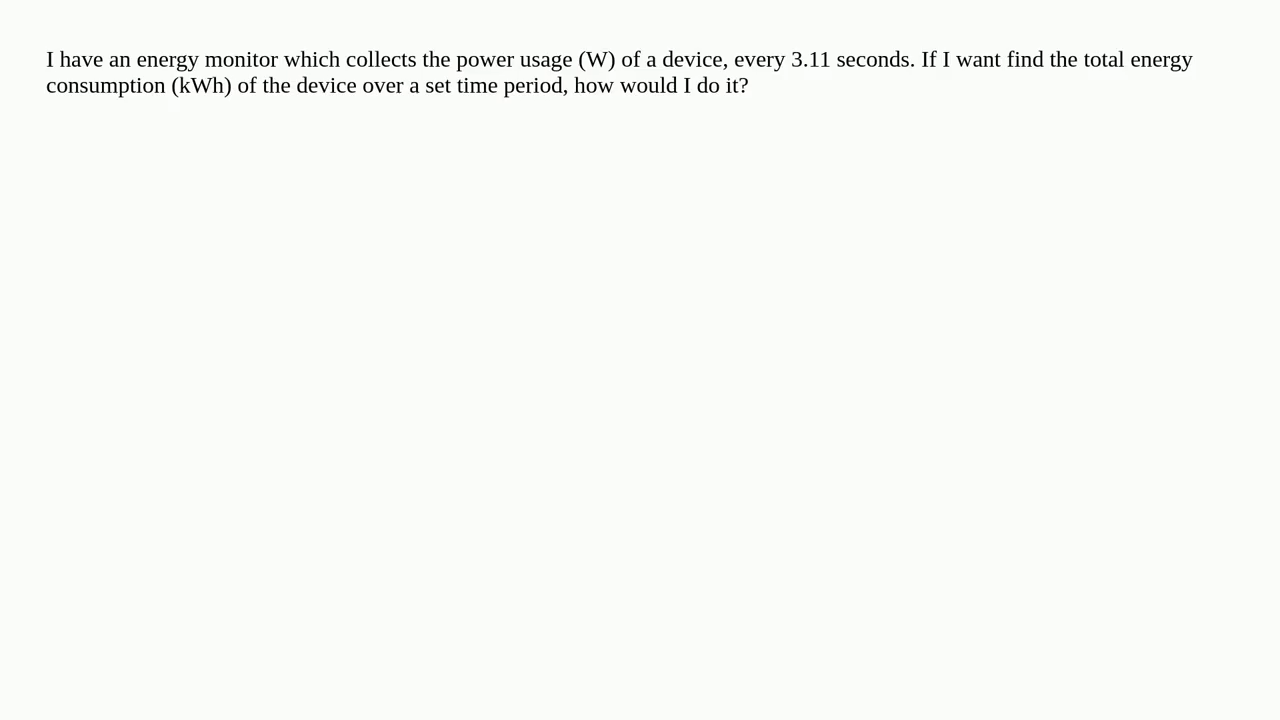 I have an energy monitor which collects the power usage (W) of a device, every 3.11 seconds. If I want find the total energy
consumption (kWh) of the device over a set time period, how would I do it?